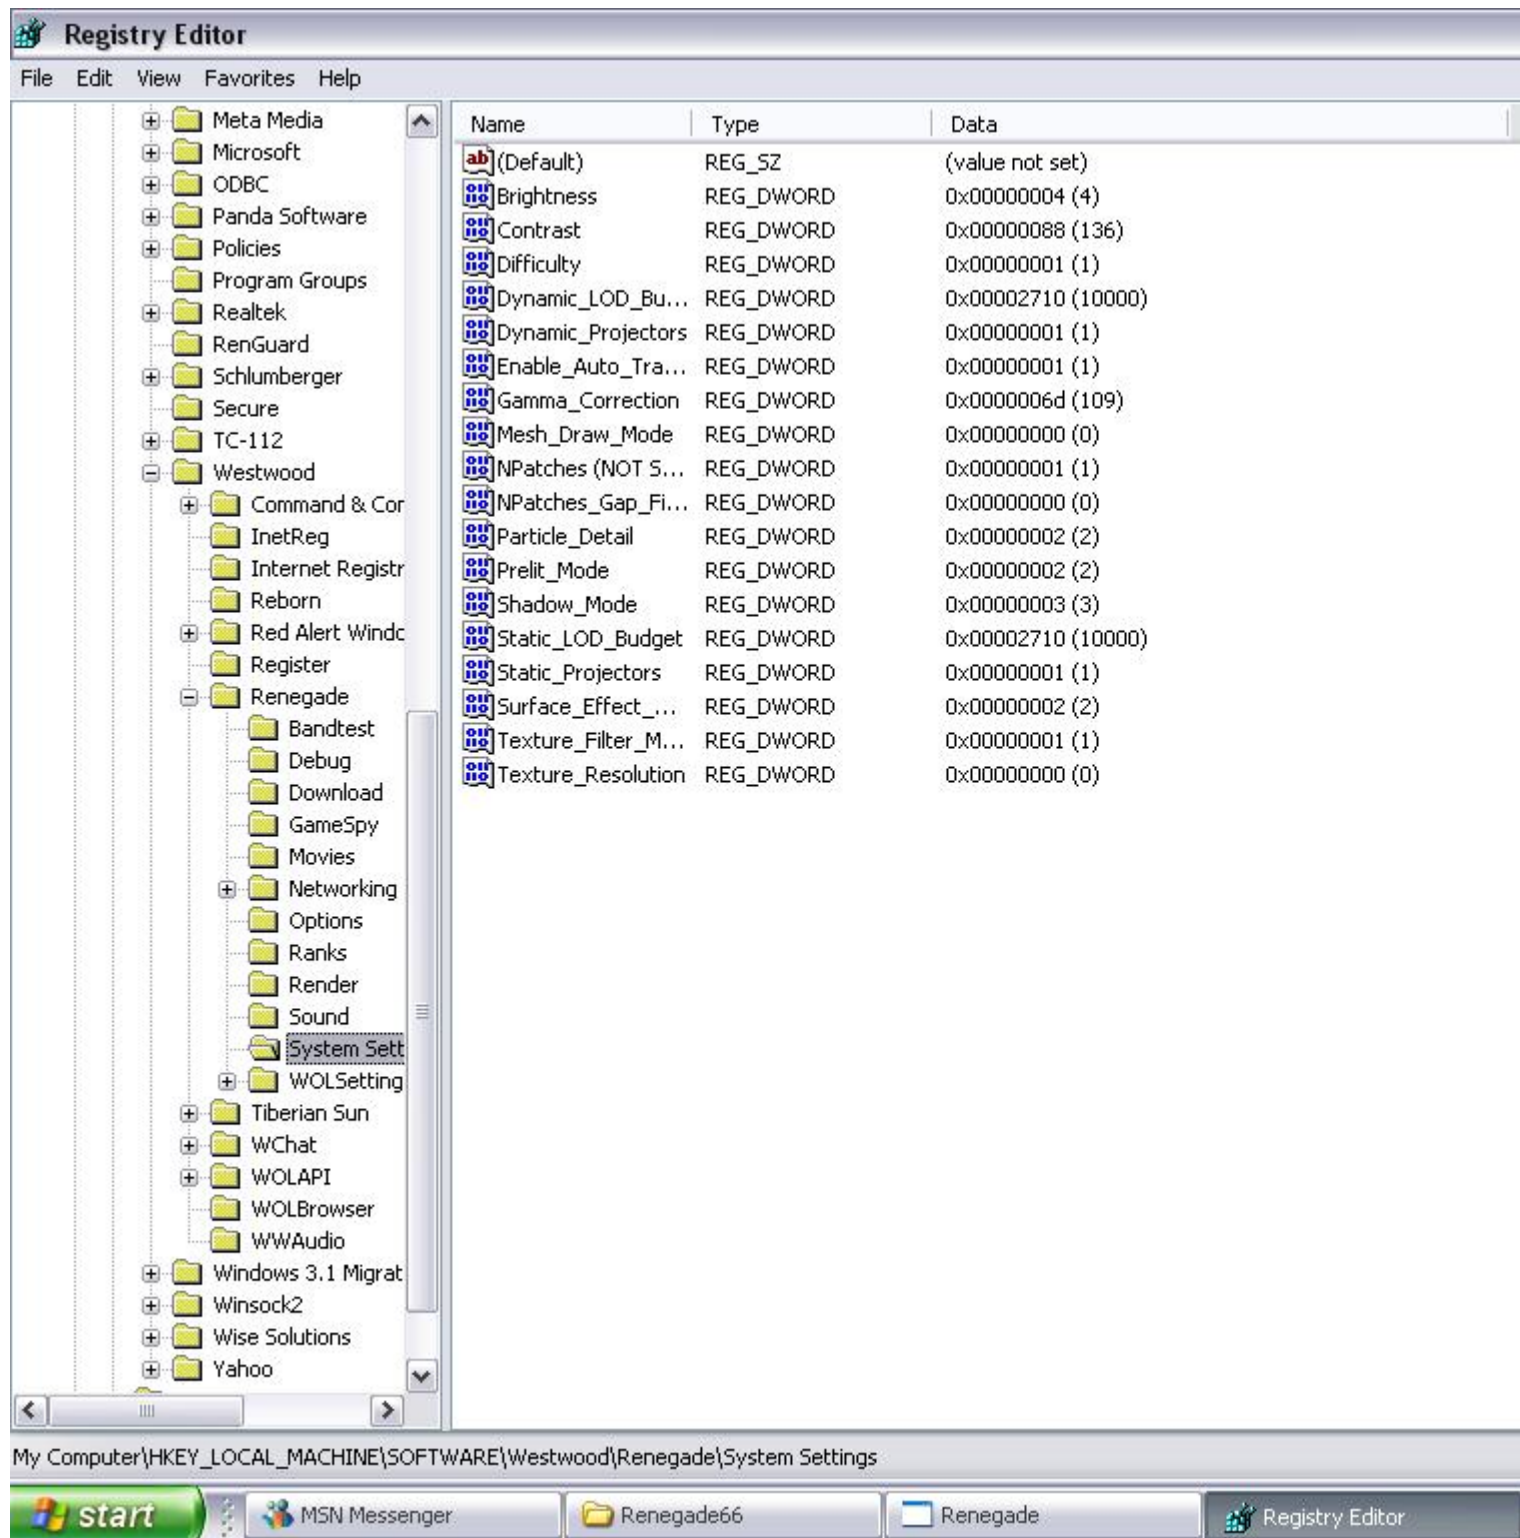 Registry Editor
File Edit View Favorites Help
Meta Media
Microsoft
ODBC
Panda Software
Policies
Program Groups
Realtek
RenGuard
Schlumberger
Secure
TC-112
Westwood
Command & Cor
InetReg
Internet Registr
Reborn
Red Alert Windc
Register
Renegade
Bandtest
Debug
Download
GameSpy
Movies
Networking
Options
Ranks
Render
Sound
System Sett
WOLSetting
Tiberian Sun
WChat
WOLAPI
WOLBrowser
WWAudio
Windows 3.1 Migrat
Winsock2
Wise Solutions
Yahoo
Name Type Data
(Default) REG_SZ (value not set)
Brightness REG_DWORD 0x00000004 (4)
Contrast REG_DWORD 0x00000088 (136)
Difficulty REG_DWORD 0x00000001 (1)
Dynamic_LOD_Bu... REG_DWORD 0x00002710 (10000)
Dynamic_Projectors REG_DWORD 0x00000001 (1)
Enable_Auto_Tra... REG_DWORD 0x00000001 (1)
Gamma_Correction REG_DWORD 0x0000006d (109)
Mesh_Draw_Mode REG_DWORD 0x00000000 (0)
NPatches (NOT S... REG_DWORD 0x00000001 (1)
NPatches_Gap_Fi... REG_DWORD 0x00000000 (0)
Particle_Detail REG_DWORD 0x00000002 (2)
Prelit_Mode REG_DWORD 0x00000002 (2)
Shadow_Mode REG_DWORD 0x00000003 (3)
Static_LOD_Budget REG_DWORD 0x00002710 (10000)
Static_Projectors REG_DWORD 0x00000001 (1)
Surface_Effect_... REG_DWORD 0x00000002 (2)
Texture_Filter_M... REG_DWORD 0x00000001 (1)
Texture_Resolution REG_DWORD 0x00000000 (0)
My Computer\HKEY_LOCAL_MACHINE\SOFTWARE\Westwood\Renegade\System Settings
start MSN Messenger Renegade66 Renegade Registry Editor